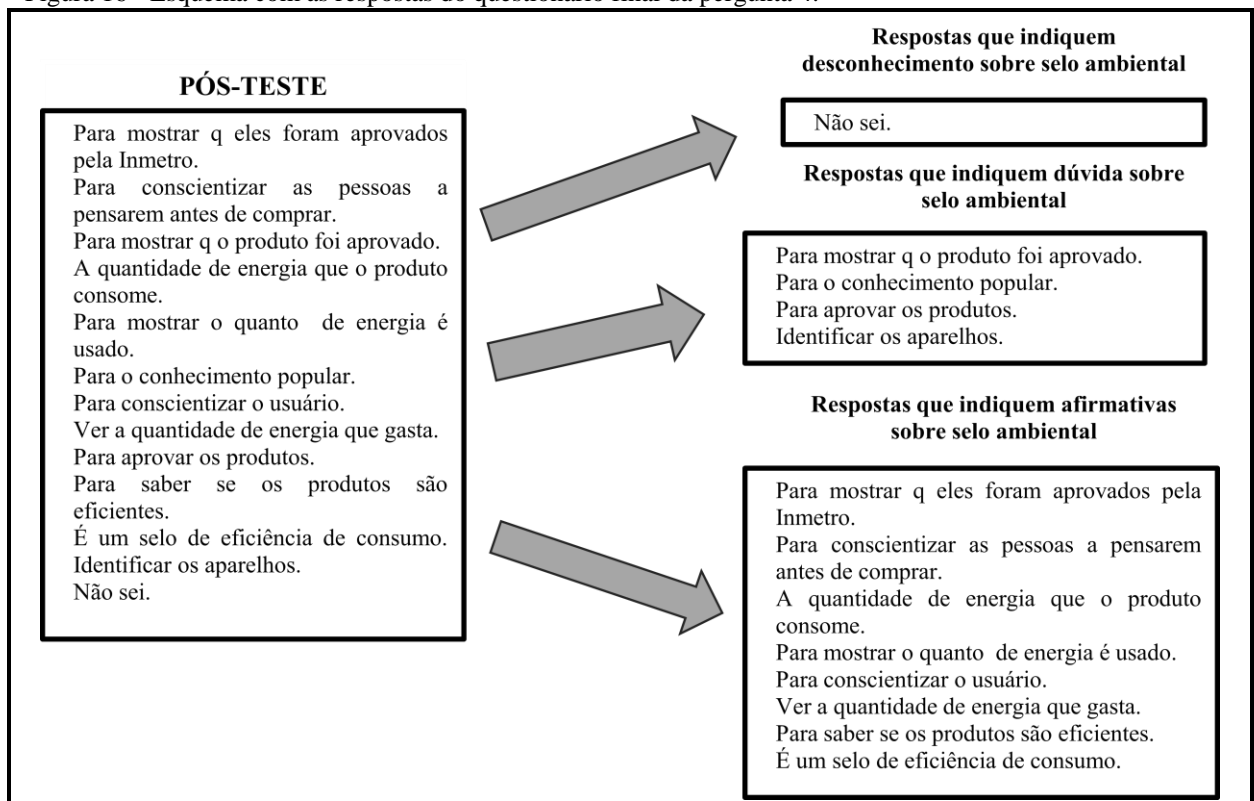 Esquema com as respostas do questionário final da pergunta
PÓS-TESTE
Para mostrar q eles foram aprovados
pela Inmetro.
Para conscientizar as pessoas a
pensarem antes de comprar.
Para mostrar q o produto foi aprovado.
A quantidade de energia que o produto
consome.
Para mostrar o quanto de energia é
usado.
Para o conhecimento popular.
Para conscientizar o usuário.
Ver a quantidade de energia que gasta.
Para aprovar os produtos.
Para saber se os produtos são
eficientes.
É um selo de eficiência de consumo.
Identificar os aparelhos.
Não sei.
Respostas que indiquem
desconhecimento sobre selo ambiental
Não sei.
Respostas que indiquem dúvida sobre
selo ambiental
Para mostrar q o produto foi aprovado.
Para o conhecimento popular.
Para aprovar os produtos.
Identificar os aparelhos.
Respostas que indiquem afirmativas
sobre selo ambiental
Para mostrar q eles foram aprovados pela
Inmetro.
Para conscientizar as pessoas a pensarem
antes de comprar.
A quantidade de energia que o produto
consome.
Para mostrar o quanto de energia é usado.
Para conscientizar o usuário.
Ver a quantidade de energia que gasta.
Para saber se os produtos são eficientes.
É um selo de eficiência de consumo.